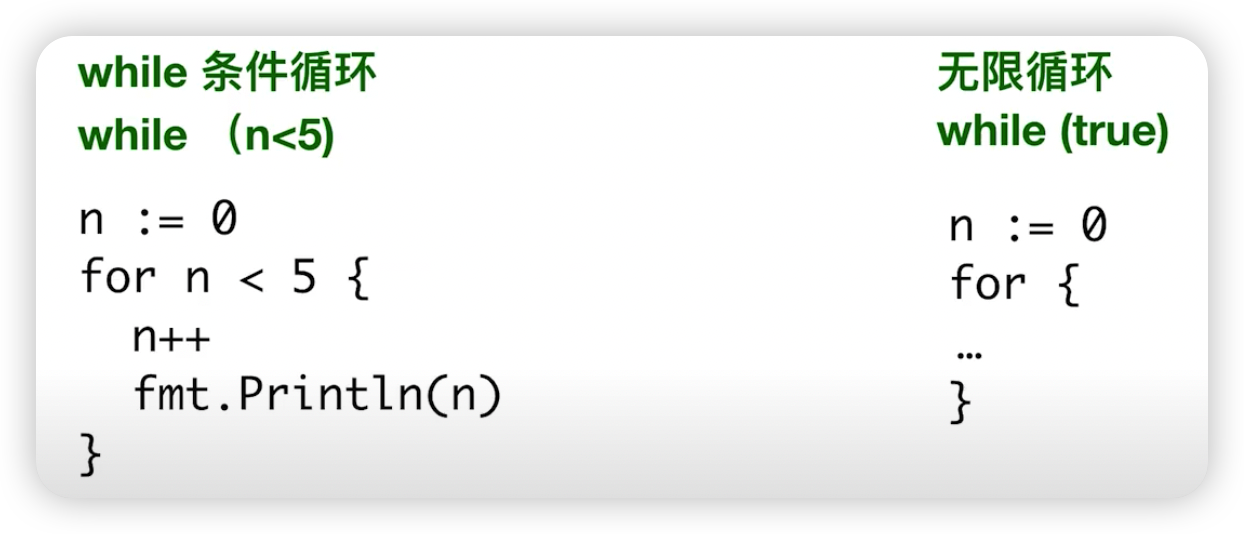 while 条件循环
while （n<5)
n := 0
for n < 5 {
  n++
  fmt.Println(n)
}
无限循环
while (true)
n := 0
for {
…
}